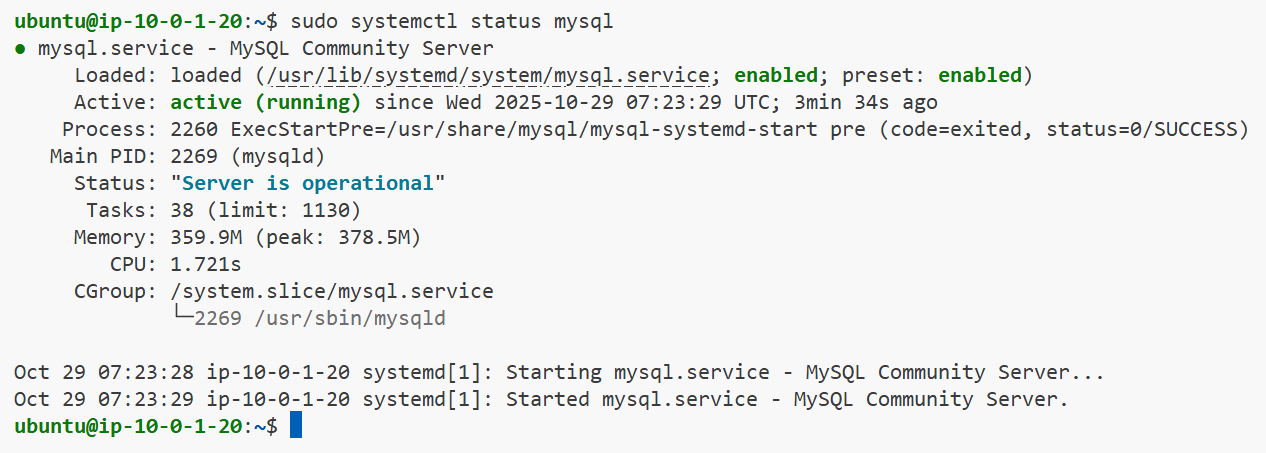 ubuntu@ip-10-0-1-20:~$ sudo systemctl status mysql
● mysql.service - MySQL Community Server
     Loaded: loaded (/usr/lib/systemd/system/mysql.service; enabled; preset: enabled)
     Active: active (running) since Wed 2025-10-29 07:23:29 UTC; 3min 34s ago
    Process: 2260 ExecStartPre=/usr/share/mysql/mysql-systemd-start pre (code=exited, status=0/SUCCESS)
   Main PID: 2269 (mysqld)
     Status: "Server is operational"
      Tasks: 38 (limit: 1130)
     Memory: 359.9M (peak: 378.5M)
        CPU: 1.721s
     CGroup: /system.slice/mysql.service
             └─2269 /usr/sbin/mysqld

Oct 29 07:23:28 ip-10-0-1-20 systemd[1]: Starting mysql.service - MySQL Community Server...
Oct 29 07:23:29 ip-10-0-1-20 systemd[1]: Started mysql.service - MySQL Community Server.
ubuntu@ip-10-0-1-20:~$